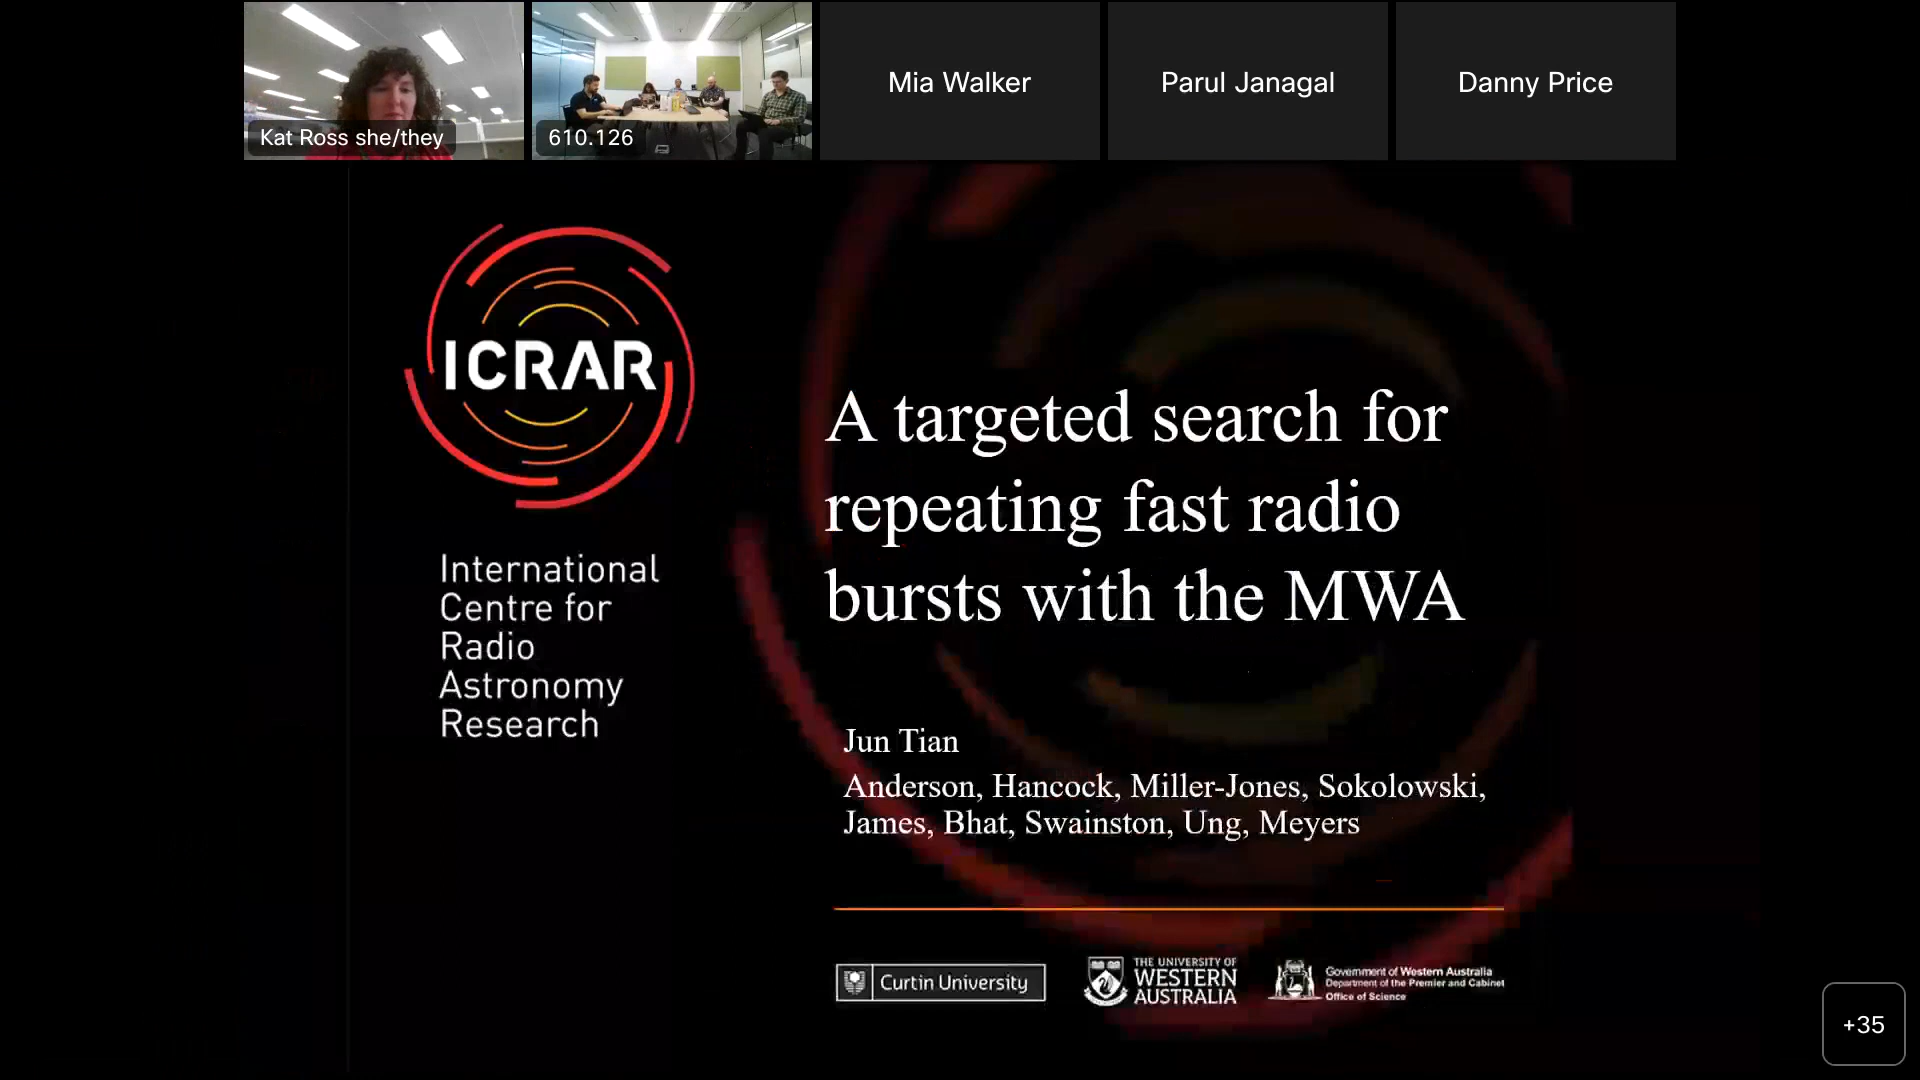 Kat Ross she/they
610.126
Mia Walker
Parul Janagal
Danny Price
ICRAR
International
Centre for
Radio
Astronomy
Research
A targeted search for
repeating fast radio
bursts with the MWA
Jun Tian
Anderson, Hancock, Miller-Jones, Sokolowski,
James, Bhat, Swainston, Ung, Meyers
Curtin University
THE UNIVERSITY OF
WESTERN
AUSTRALIA
Government of Western Australia
Department of the Premier and Cabinet
Office of Science
+35